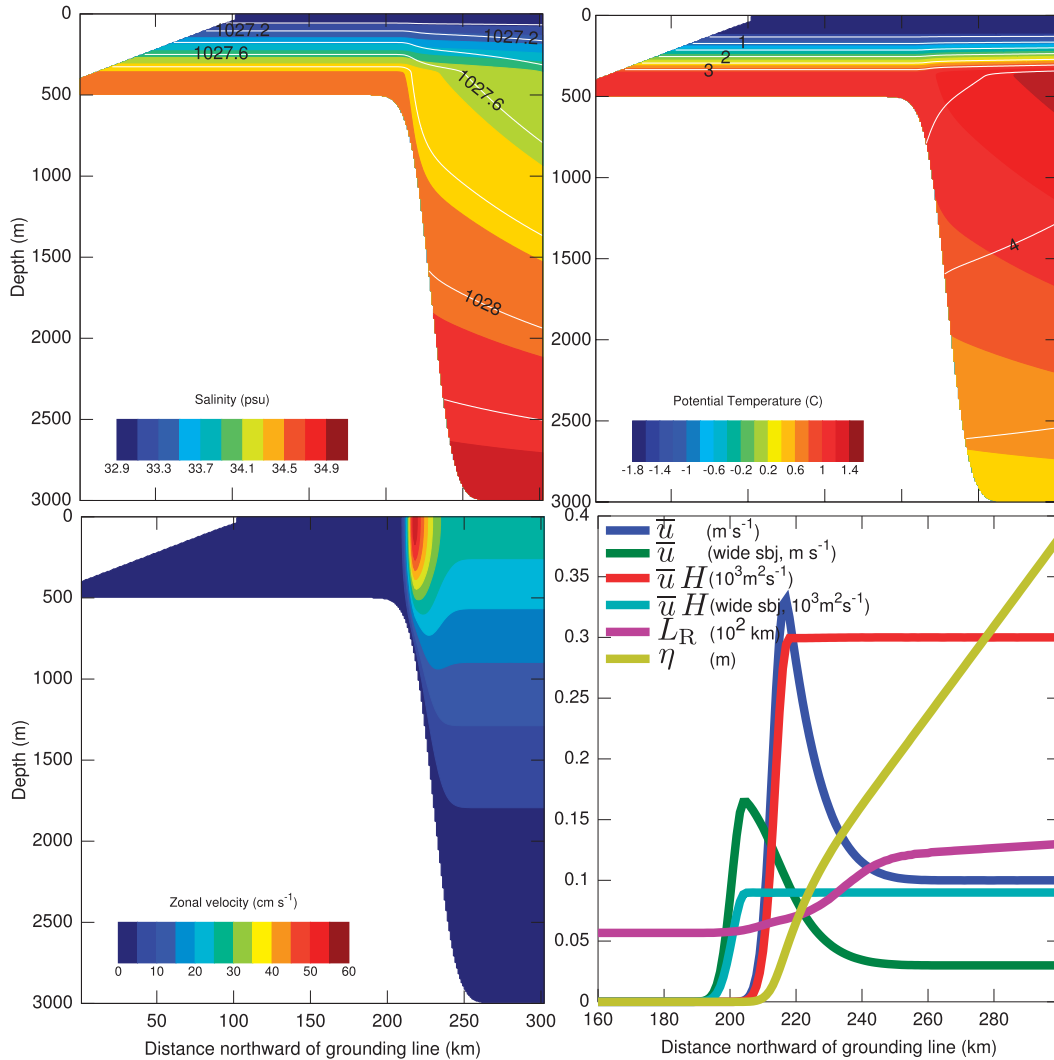 0
500
1000
1500
2000
2500
3000
Depth (m)
1027.2
1027.2
1027.6
1027.6
1028
Salinity (psu)
32.9 33.3 33.7 34.1 34.5 34.9
0
500
1000
1500
2000
2500
3000
1
2
3
4
Potential Temperature (C)
-1.8 -1.4 -1 -0.6 -0.2 0.2 0.6 1 1.4
0
500
1000
1500
2000
2500
3000
Depth (m)
Zonal velocity (cm s⁻¹)
0 10 20 30 40 50 60
50 100 150 200 250 300
Distance northward of grounding line (km)
0.4
0.35
0.3
0.25
0.2
0.15
0.1
0.05
0
u̅ (m s⁻¹)
u̅ (wide sbj, m s⁻¹)
u̅ H (10³m²s⁻¹)
u̅ H (wide sbj, 10³m²s⁻¹)
L_R (10² km)
η (m)
160 180 200 220 240 260 280
Distance northward of grounding line (km)